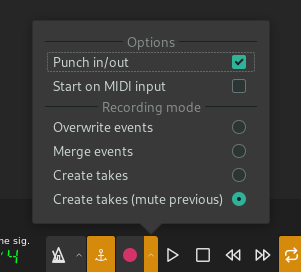 Options
Punch in/out
Start on MIDI input
Recording mode
Overwrite events
Merge events
Create takes
Create takes (mute previous)
ne sig.
4